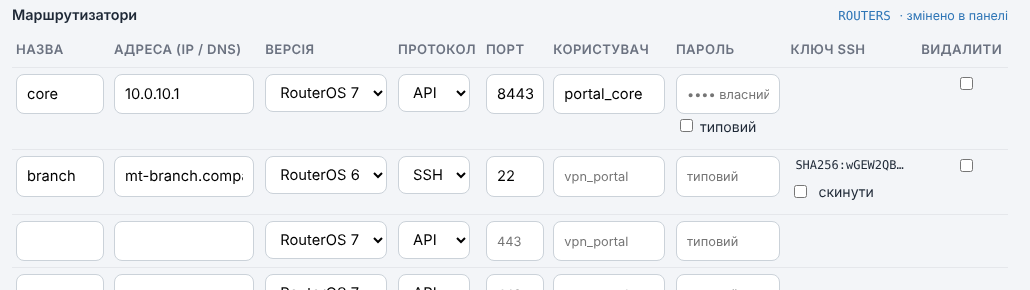 Маршрутизатори ROUTERS · змінено в панелі
НАЗВА АДРЕСА (IP / DNS) ВЕРСІЯ ПРОТОКОЛ ПОРТ КОРИСТУВАЧ ПАРОЛЬ КЛЮЧ SSH ВИДАЛИТИ
core 10.0.10.1 RouterOS 7 API 8443 portal_core •••• власний
типовий
branch mt-branch.compa RouterOS 6 SSH 22 vpn_portal типовий SHA256:wGEW2QB…
скинути
RouterOS 7 API 443 vpn_portal типовий